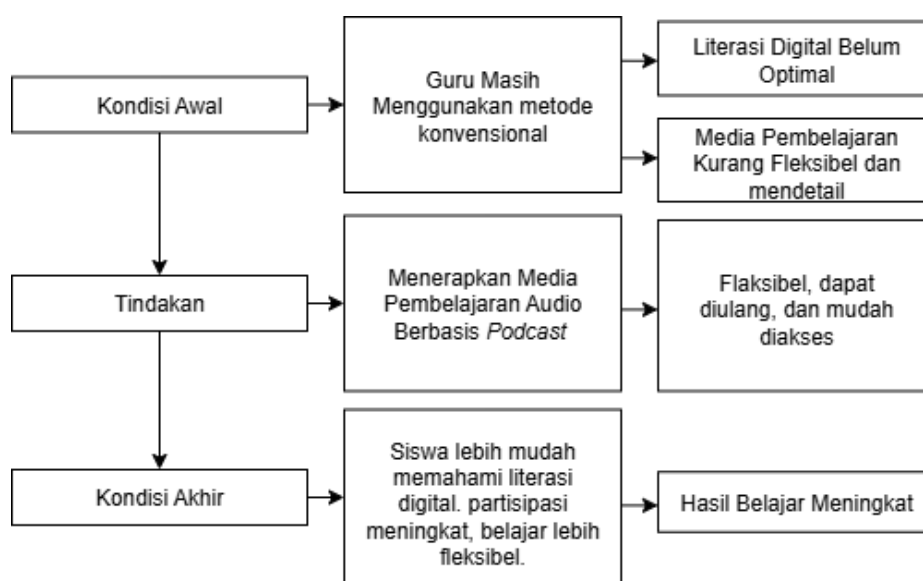 Kondisi Awal
Guru Masih
Menggunakan metode
konvensional
Literasi Digital Belum
Optimal
Media Pembelajaran
Kurang Fleksibel dan
mendetail
Tindakan
Menerapkan Media
Pembelajaran Audio
Berbasis Podcast
Flaksibel, dapat
diulang, dan mudah
diakses
Kondisi Akhir
Siswa lebih mudah
memahami literasi
digital. partisipasi
meningkat, belajar lebih
fleksibel.
Hasil Belajar Meningkat